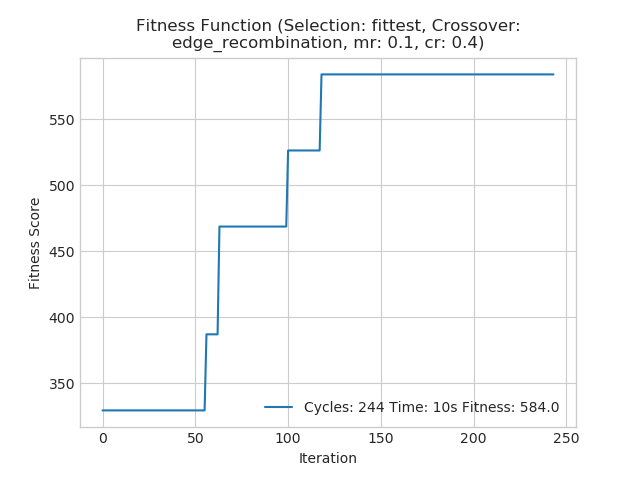 Fitness Function (Selection: fittest, Crossover:
edge_recombination, mr: 0.1, cr: 0.4)
Fitness Score
550
500
450
400
350
Cycles: 244 Time: 10s Fitness: 584.0
0 50 100 150 200 250
Iteration